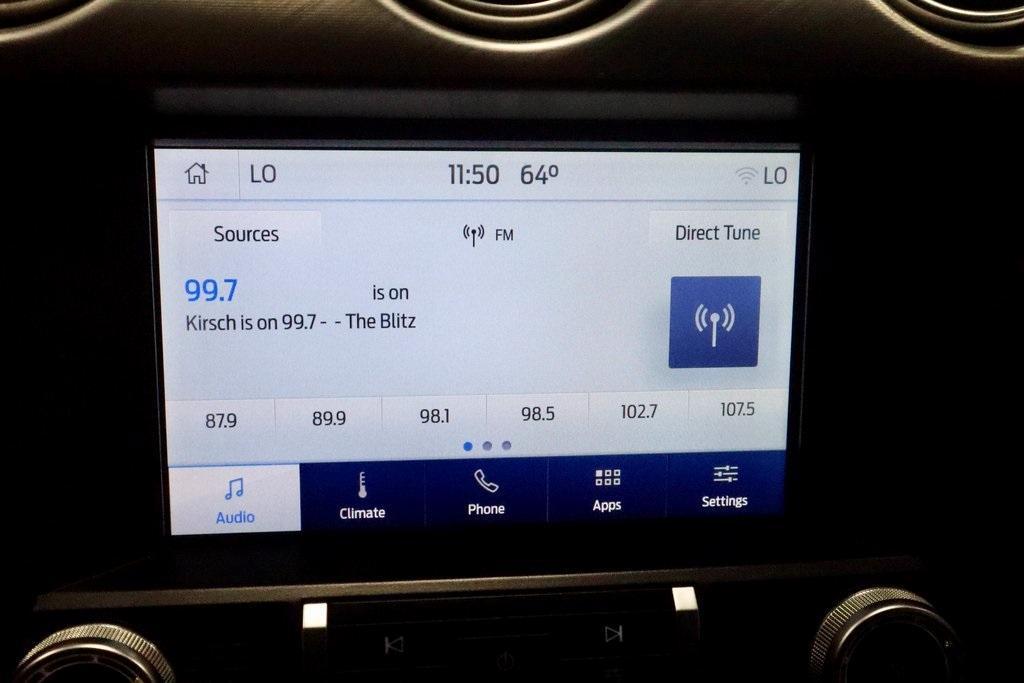 LO 11:50 64º LO
Sources FM Direct Tune
99.7 is on
Kirsch is on 99.7 - - The Blitz
87.9 89.9 98.1 98.5 102.7 107.5
Audio Climate Phone Apps Settings